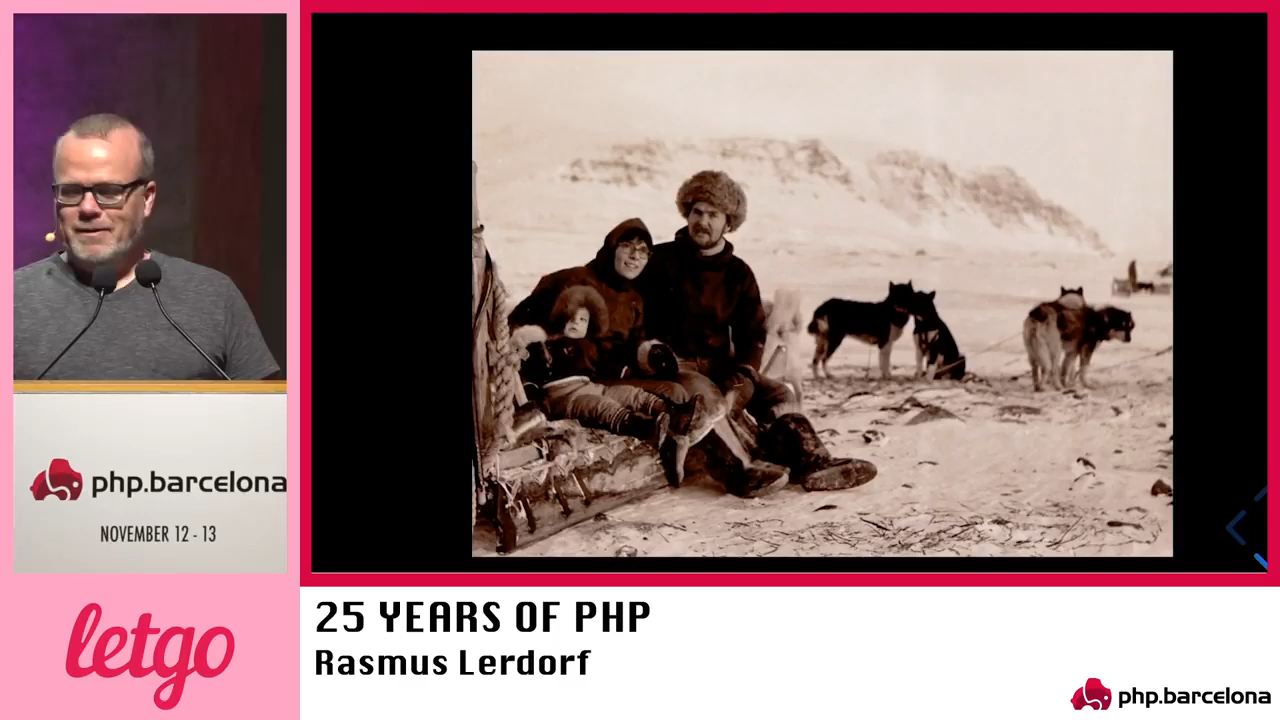 php.barcelona
NOVEMBER 12 - 13
letgo
25 YEARS OF PHP
Rasmus Lerdorf
php.barcelona